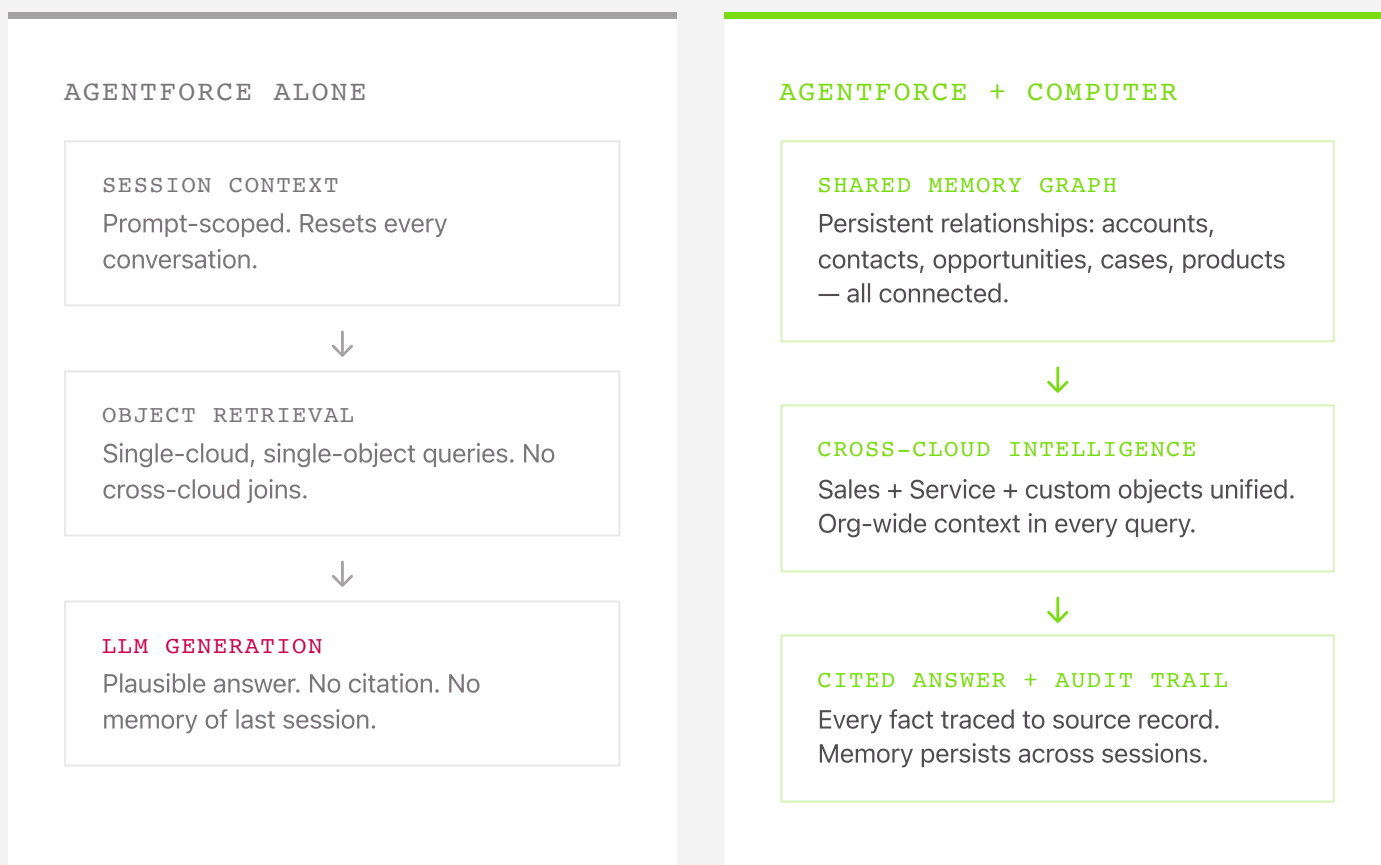 AGENTFORCE ALONE
SESSION CONTEXT
Prompt-scoped. Resets every
conversation.
OBJECT RETRIEVAL
Single-cloud, single-object queries. No
cross-cloud joins.
LLM GENERATION
Plausible answer. No citation. No
memory of last session.
AGENTFORCE + COMPUTER
SHARED MEMORY GRAPH
Persistent relationships: accounts,
contacts, opportunities, cases, products
— all connected.
CROSS-CLOUD INTELLIGENCE
Sales + Service + custom objects unified.
Org-wide context in every query.
CITED ANSWER + AUDIT TRAIL
Every fact traced to source record.
Memory persists across sessions.